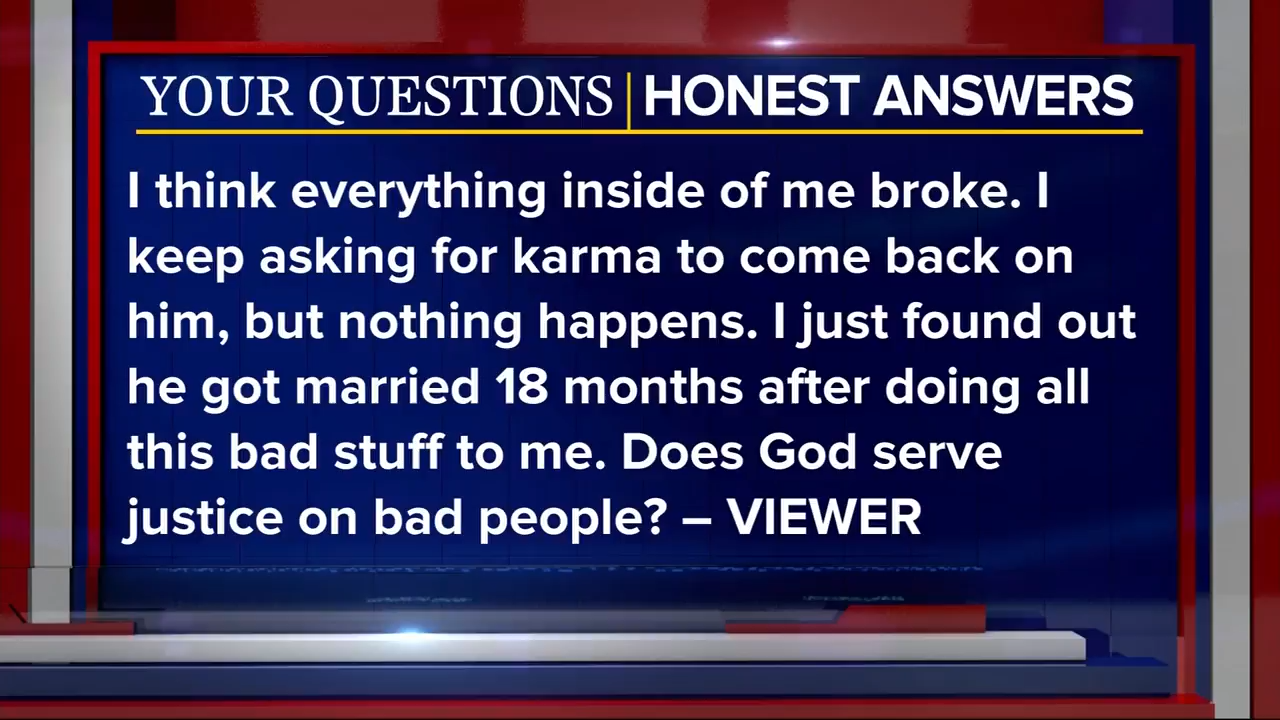 YOUR QUESTIONS | HONEST ANSWERS
I think everything inside of me broke. I
keep asking for karma to come back on
him, but nothing happens. I just found out
he got married 18 months after doing all
this bad stuff to me. Does God serve
justice on bad people? – VIEWER